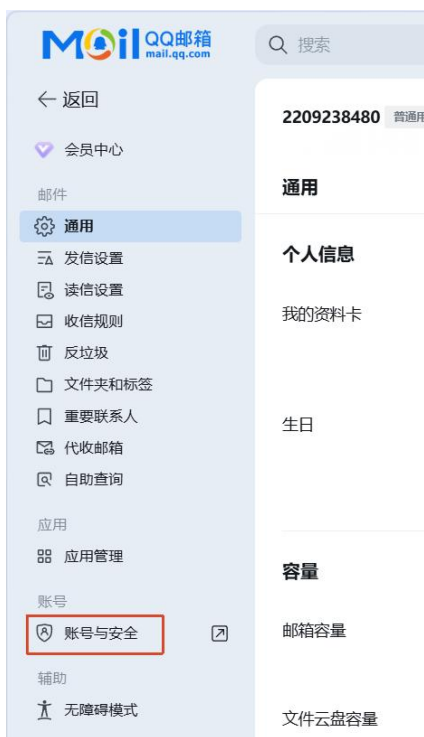 Mail QQ邮箱
mail.qq.com
搜索
返回
会员中心
邮件
通用
发信设置
读信设置
收信规则
反垃圾
文件夹和标签
重要联系人
代收邮箱
自助查询
应用
应用管理
账号
账号与安全
辅助
无障碍模式
2209238480 普通用
通用
个人信息
我的资料卡
生日
容量
邮箱容量
文件云盘容量